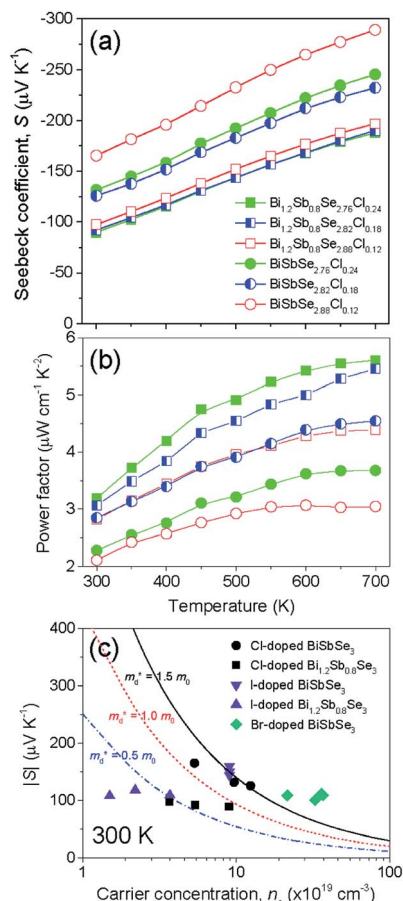 (a)
Seebeck coefficient, S (μV K⁻¹)
-300
-250
-200
-150
-100
-50
0
Bi₁.₂Sb₀.₈Se₂.₇₆Cl₀.₂₄
Bi₁.₂Sb₀.₈Se₂.₈₂Cl₀.₁₈
Bi₁.₂Sb₀.₈Se₂.₈₈Cl₀.₁₂
BiSbSe₂.₇₆Cl₀.₂₄
BiSbSe₂.₈₂Cl₀.₁₈
BiSbSe₂.₈₈Cl₀.₁₂
(b)
Power factor (μW cm⁻¹ K⁻²)
6
5
4
3
2
300 400 500 600 700
Temperature (K)
(c)
|S| (μV K⁻¹)
400
300
200
100
0
Cl-doped BiSbSe₃
Cl-doped Bi₁.₂Sb₀.₈Se₃
I-doped BiSbSe₃
I-doped Bi₁.₂Sb₀.₈Se₃
Br-doped BiSbSe₃
m_d* = 1.5 m₀
m_d* = 1.0 m₀
m_d* = 0.5 m₀
300 K
1 10 100
Carrier concentration, n (x10¹⁹ cm⁻³)